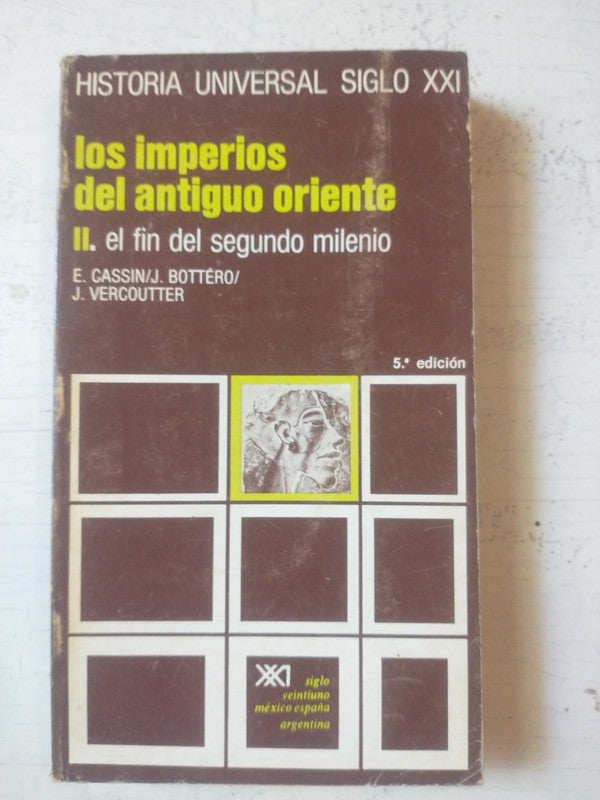 HISTORIA UNIVERSAL SIGLO XXI
los imperios
del antiguo oriente
II. el fin del segundo milenio
E. CASSIN/J. BOTTÉRO/
J. VERCOUTTER
5.ª edición
XXI siglo
veintiuno
méxico españa
argentina